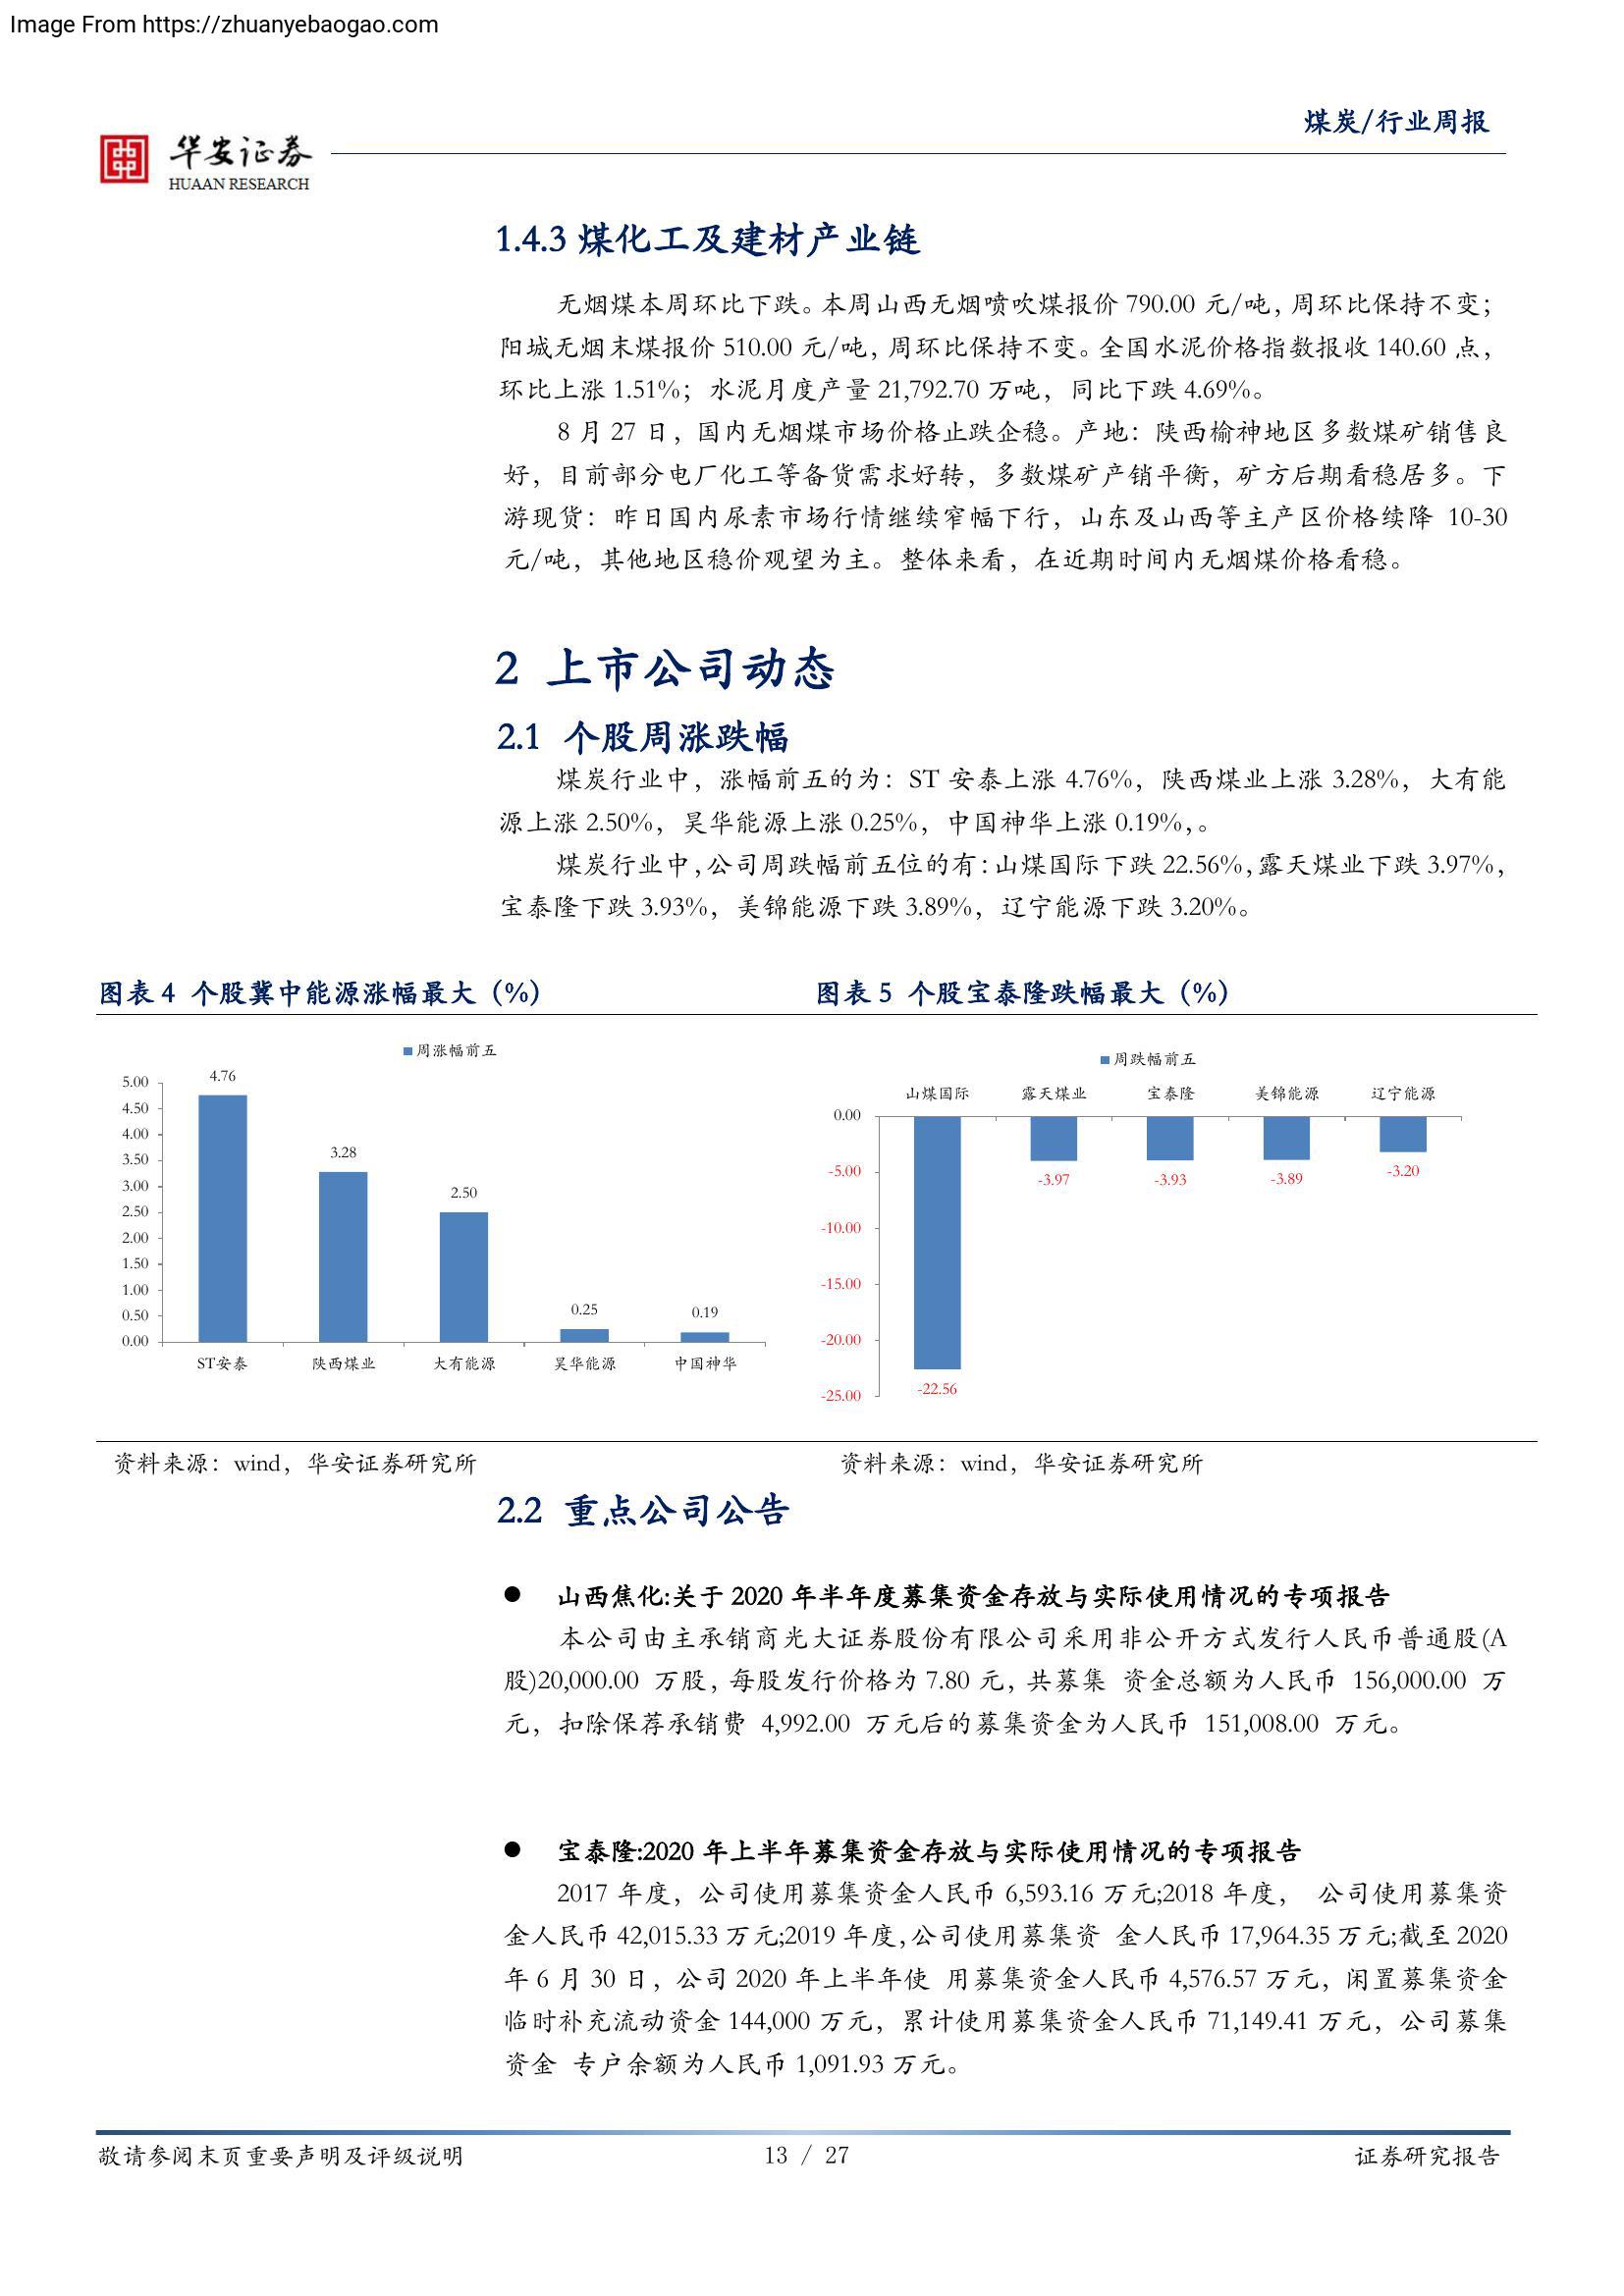 Image From https://zhuanyebaogao.com
煤炭/行业周报
华安证券
HUAAN RESEARCH
1.4.3 煤化工及建材产业链
无烟煤本周环比下跌。本周山西无烟喷吹煤报价 790.00 元/吨，周环比保持不变；
阳城无烟末煤报价 510.00 元/吨，周环比保持不变。全国水泥价格指数报收 140.60 点，
环比上涨 1.51%；水泥月度产量 21,792.70 万吨，同比下跌 4.69%。
8 月 27 日，国内无烟煤市场价格止跌企稳。产地：陕西榆神地区多数煤矿销售良
好，目前部分电厂化工等备货需求好转，多数煤矿产销平衡，矿方后期看稳居多。下
游现货：昨日国内尿素市场行情继续窄幅下行，山东及山西等主产区价格续降 10-30
元/吨，其他地区稳价观望为主。整体来看，在近期时间内无烟煤价格看稳。
2 上市公司动态
2.1 个股周涨跌幅
煤炭行业中，涨幅前五的为：ST 安泰上涨 4.76%，陕西煤业上涨 3.28%，大有能
源上涨 2.50%，昊华能源上涨 0.25%，中国神华上涨 0.19%，。
煤炭行业中，公司周跌幅前五位的有：山煤国际下跌 22.56%，露天煤业下跌 3.97%，
宝泰隆下跌 3.93%，美锦能源下跌 3.89%，辽宁能源下跌 3.20%。
图表 4 个股冀中能源涨幅最大（%）
周涨幅前五
5.00
4.50
4.00
3.50
3.00
2.50
2.00
1.50
1.00
0.50
0.00
4.76
3.28
2.50
0.25
0.19
ST安泰 陕西煤业 大有能源 昊华能源 中国神华
资料来源：wind，华安证券研究所
图表 5 个股宝泰隆跌幅最大（%）
周跌幅前五
山煤国际 露天煤业 宝泰隆 美锦能源 辽宁能源
0.00
-5.00
-10.00
-15.00
-20.00
-25.00
-22.56
-3.97
-3.93
-3.89
-3.20
资料来源：wind，华安证券研究所
2.2 重点公司公告
● 山西焦化:关于 2020 年半年度募集资金存放与实际使用情况的专项报告
本公司由主承销商光大证券股份有限公司采用非公开方式发行人民币普通股(A
股)20,000.00 万股，每股发行价格为 7.80 元，共募集 资金总额为人民币 156,000.00 万
元，扣除保荐承销费 4,992.00 万元后的募集资金为人民币 151,008.00 万元。
● 宝泰隆:2020 年上半年募集资金存放与实际使用情况的专项报告
2017 年度，公司使用募集资金人民币 6,593.16 万元;2018 年度， 公司使用募集资
金人民币 42,015.33 万元;2019 年度，公司使用募集资 金人民币 17,964.35 万元;截至 2020
年 6 月 30 日，公司 2020 年上半年使 用募集资金人民币 4,576.57 万元，闲置募集资金
临时补充流动资金 144,000 万元，累计使用募集资金人民币 71,149.41 万元，公司募集
资金 专户余额为人民币 1,091.93 万元。
敬请参阅末页重要声明及评级说明
13 / 27
证券研究报告